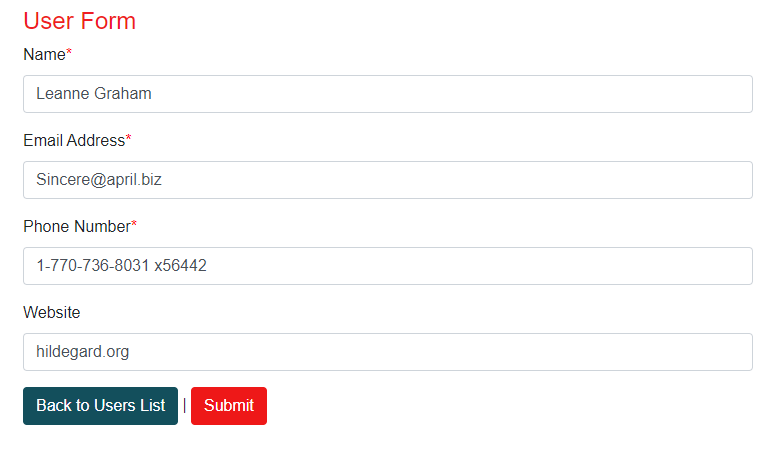 User Form
Name*
Leanne Graham
Email Address*
Sincere@april.biz
Phone Number*
1-770-736-8031 x56442
Website
hildegard.org
Back to Users List | Submit